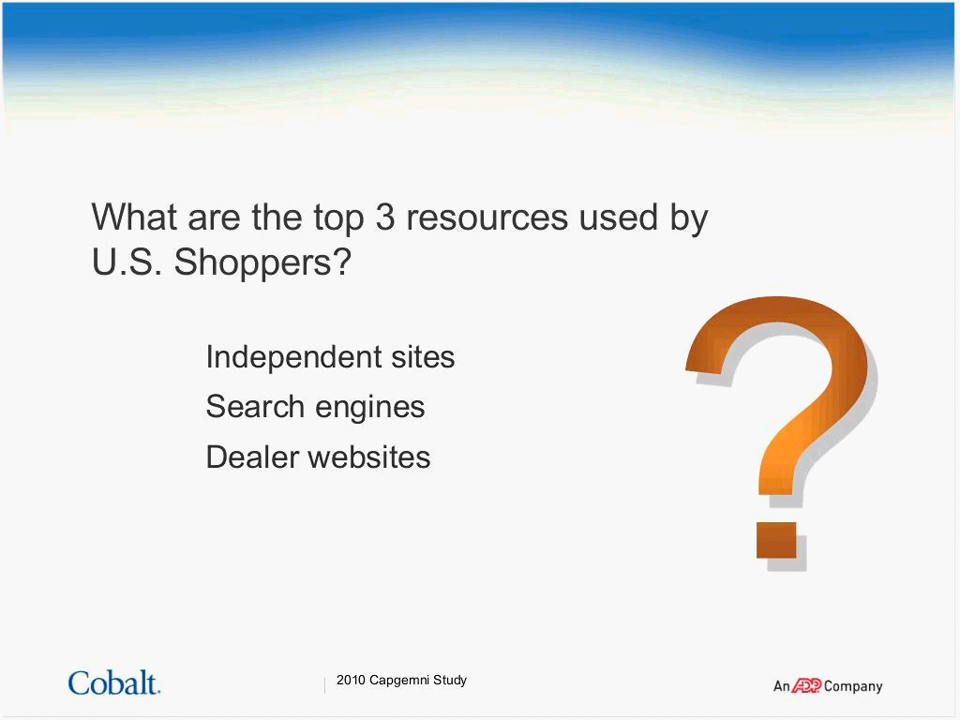 What are the top 3 resources used by
U.S. Shoppers?
Independent sites
Search engines
Dealer websites
?
Cobalt.
2010 Capgemni Study
An ADP Company